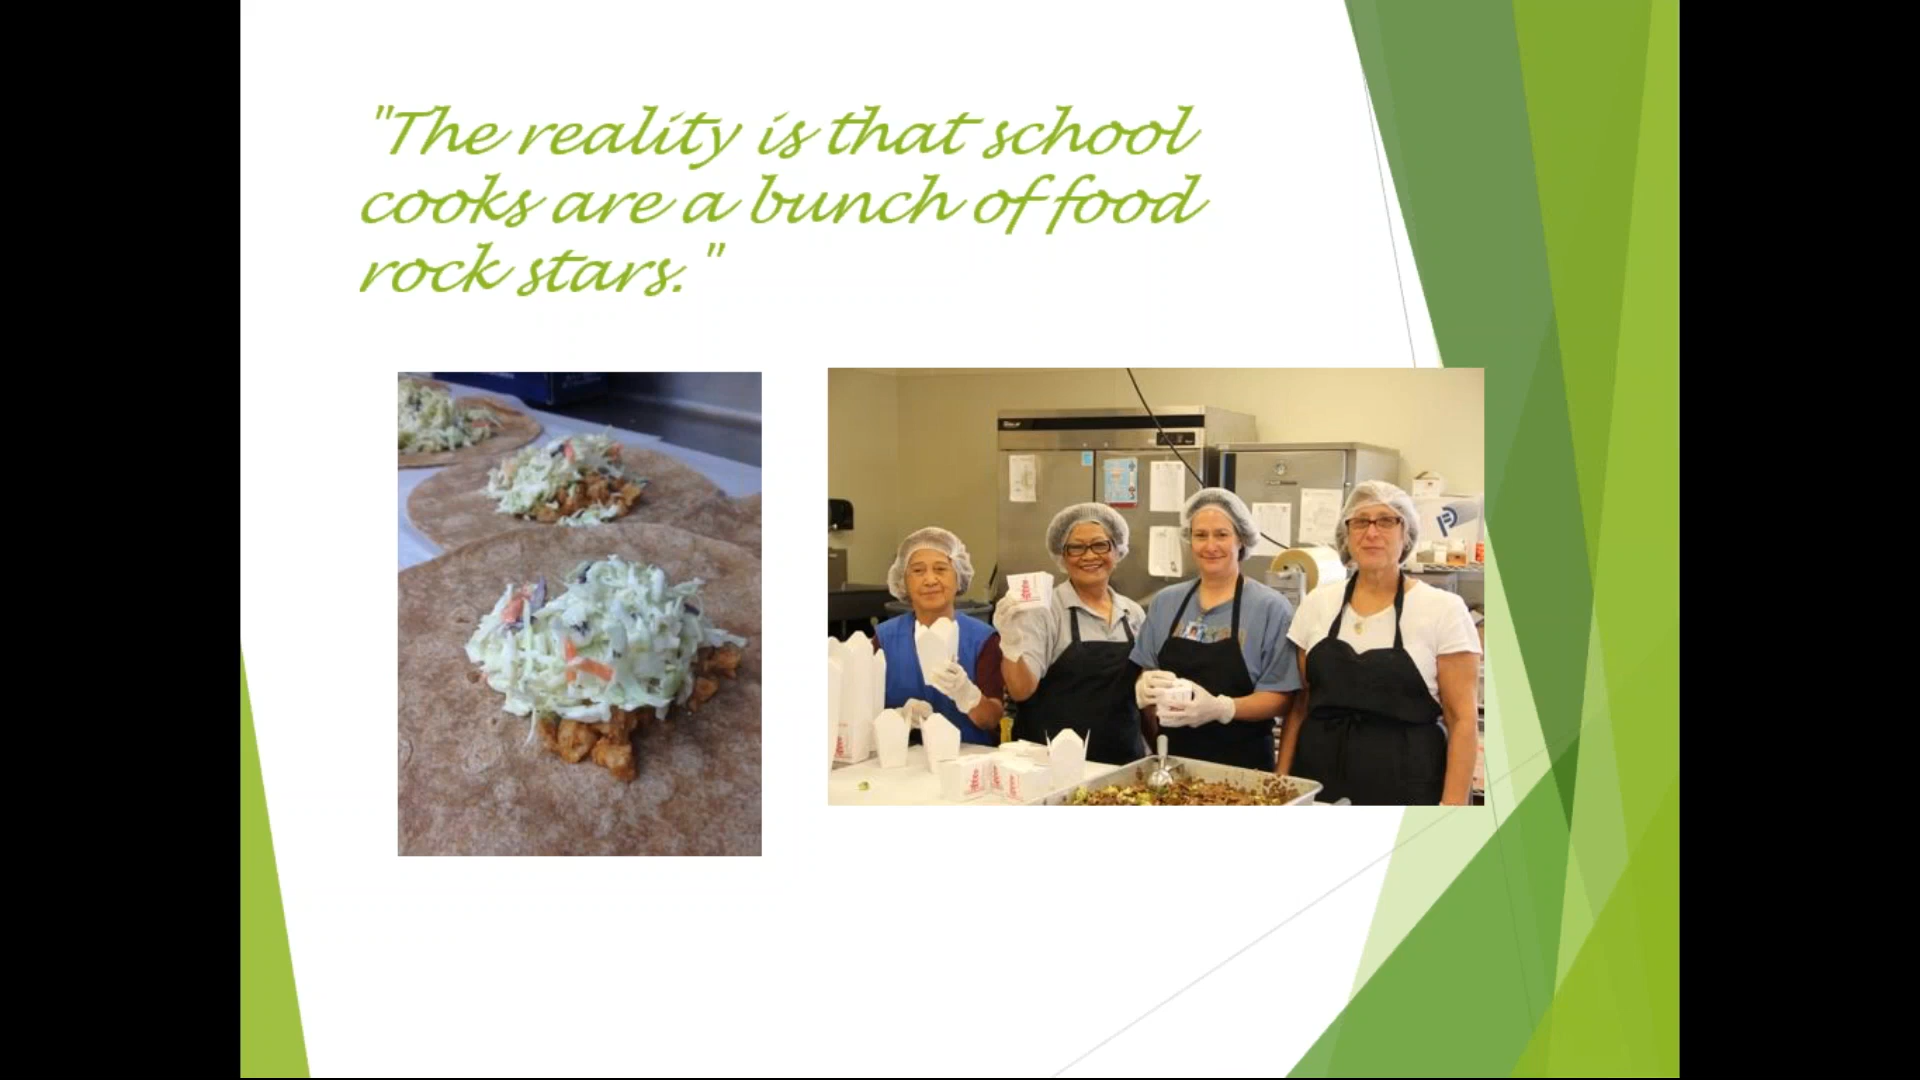 "The reality is that school
cooks are a bunch of food
rock stars."